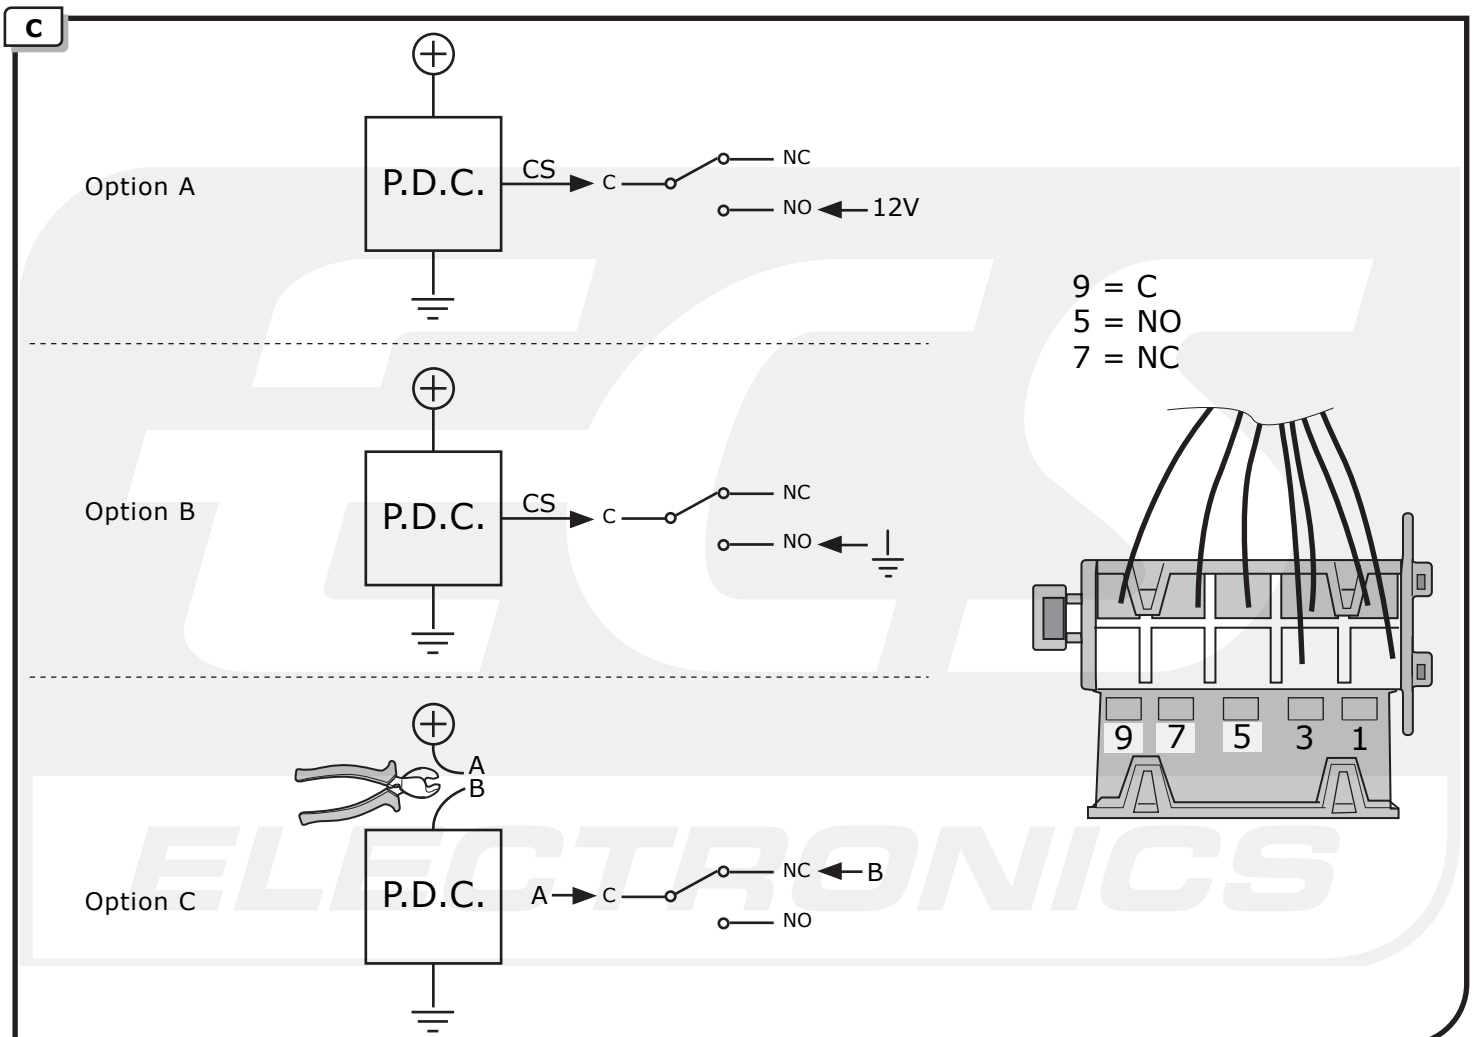 C
Option A
P.D.C.
CS
C
NC
NO
12V
9 = C
5 = NO
7 = NC
Option B
P.D.C.
CS
C
NC
NO
9 7 5 3 1
A
B
Option C
P.D.C.
A
C
NC
B
NO
ECS
ELECTRONICS